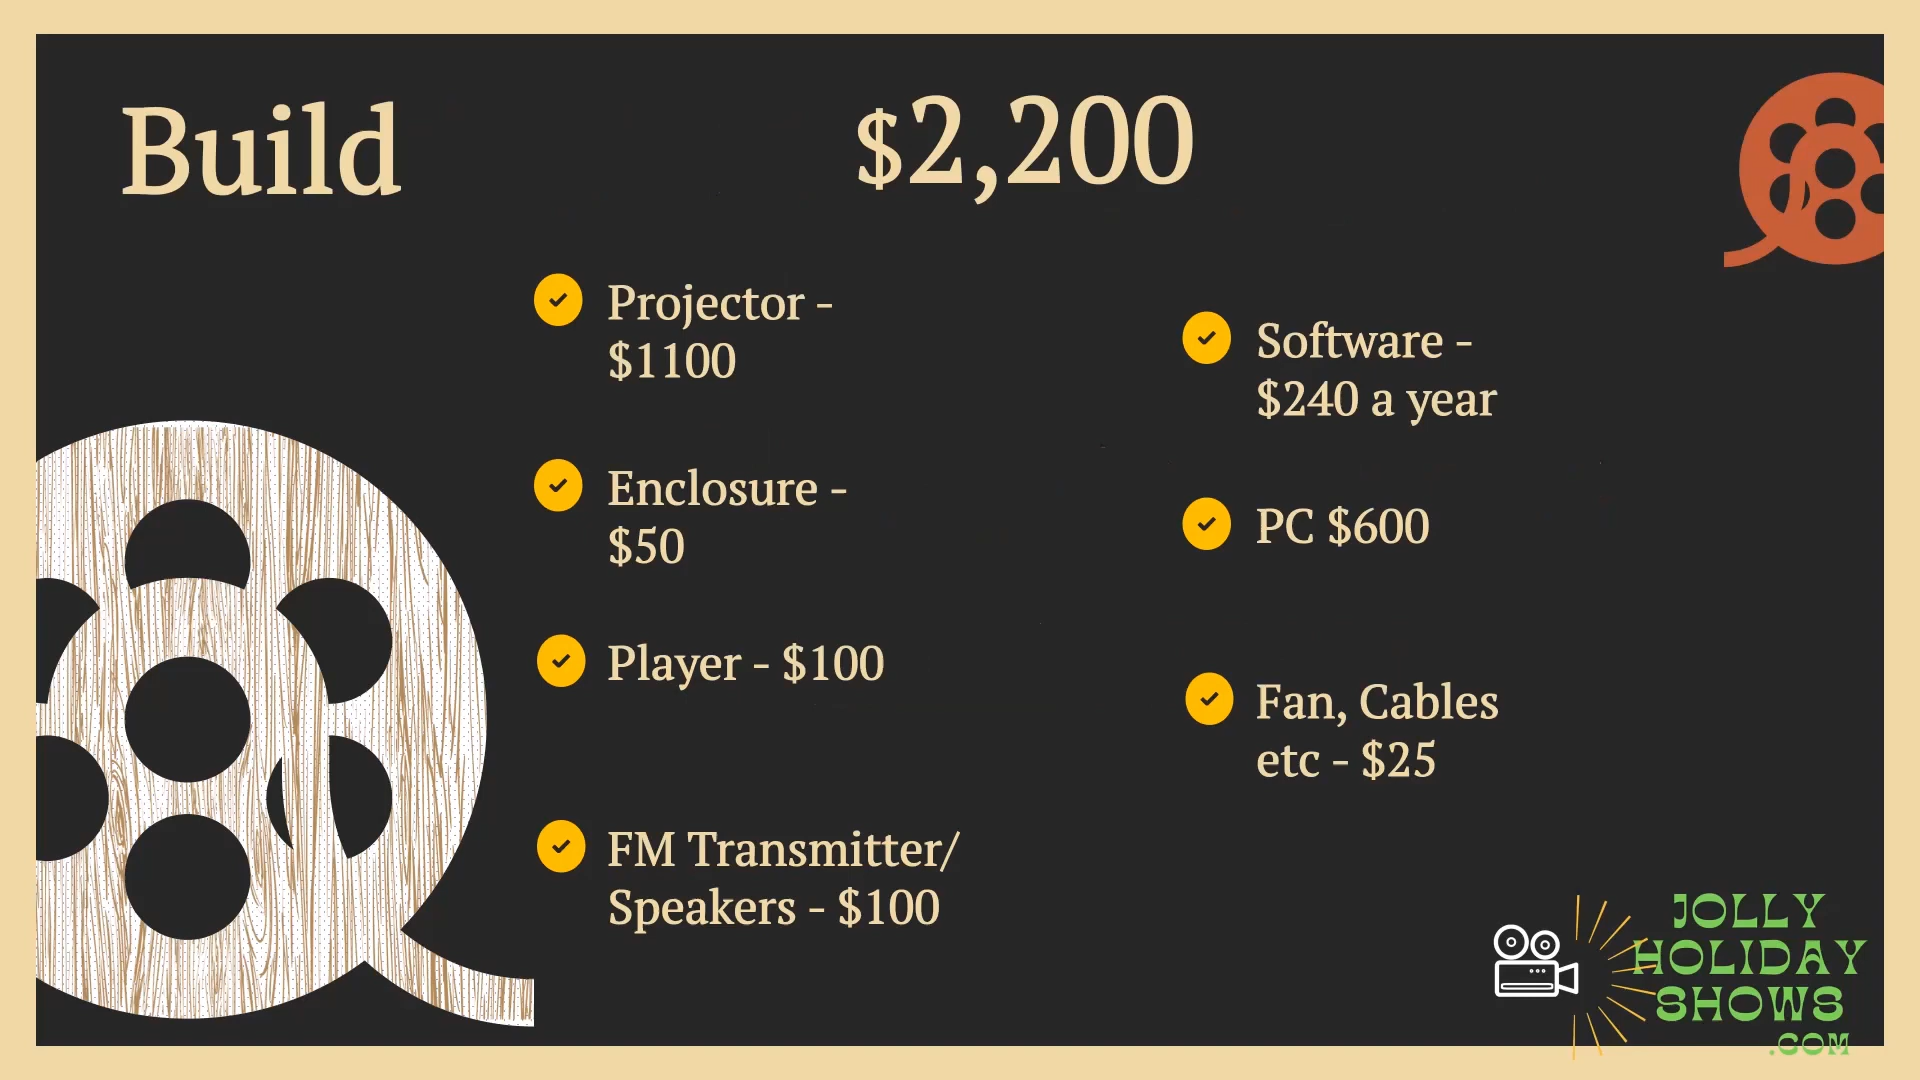 Build
$2,200
Projector -
$1100
Enclosure -
$50
Player - $100
FM Transmitter/
Speakers - $100
Software -
$240 a year
PC $600
Fan, Cables
etc - $25
JOLLY
HOLIDAY
SHOWS
.COM